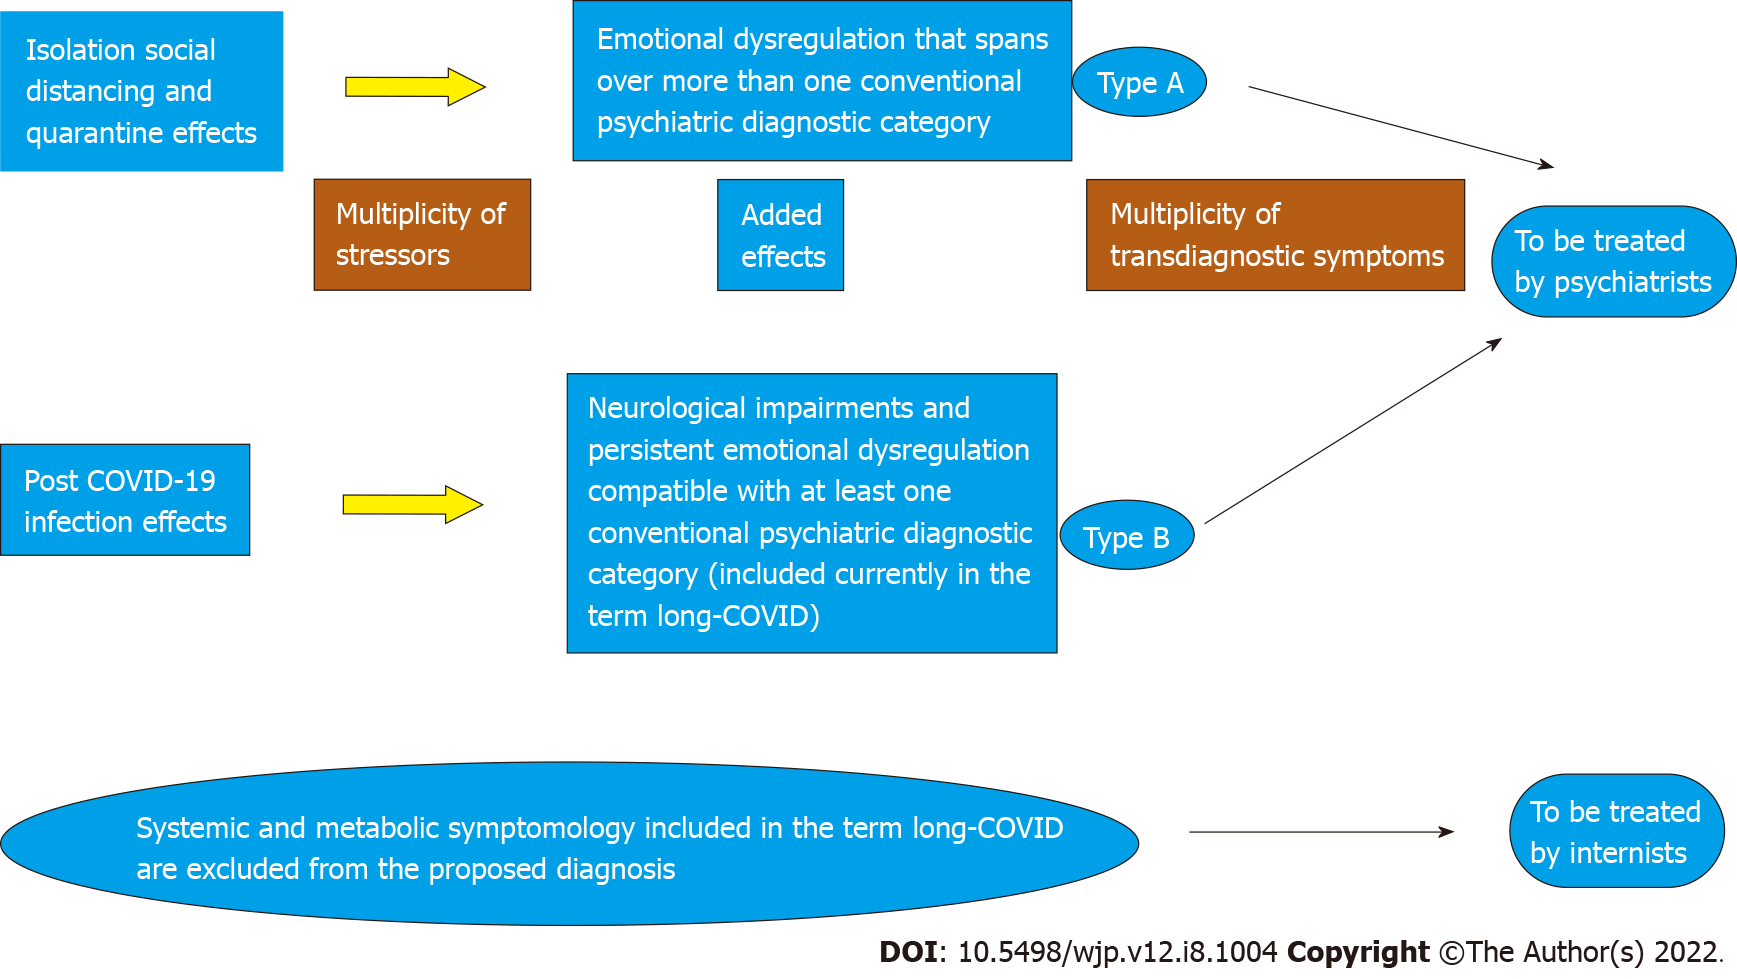 Isolation social
distancing and
quarantine effects
Emotional dysregulation that spans
over more than one conventional
psychiatric diagnostic category
Type A
Multiplicity of
stressors
Added
effects
Multiplicity of
transdiagnostic symptoms
To be treated
by psychiatrists
Post COVID-19
infection effects
Neurological impairments and
persistent emotional dysregulation
compatible with at least one
conventional psychiatric diagnostic
category (included currently in the
term long-COVID)
Type B
Systemic and metabolic symptomology included in the term long-COVID
are excluded from the proposed diagnosis
To be treated
by internists
DOI: 10.5498/wjp.v12.i8.1004 Copyright ©The Author(s) 2022.